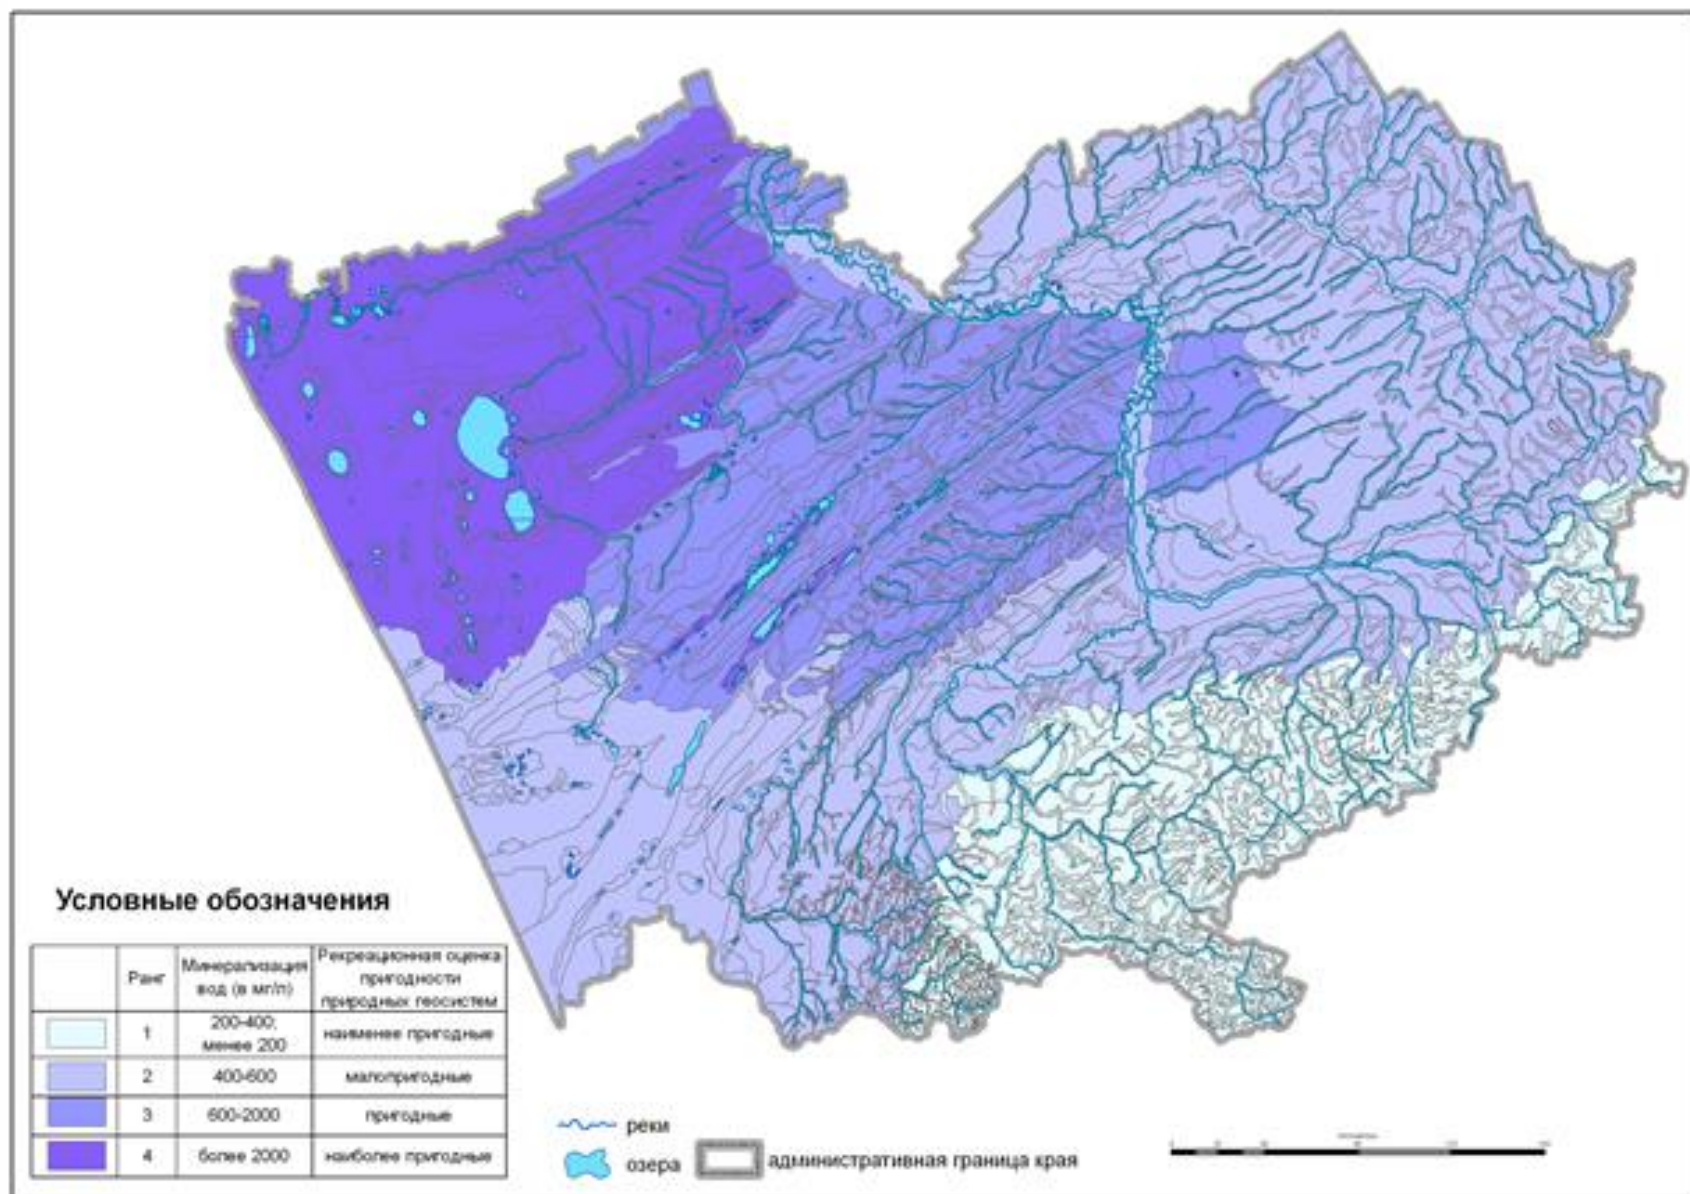 Условные обозначения
Ранг
Минерализация
вод (в мг/л)
Рекреационная оценка
пригодности
природных геосистем
1
200-400;
менее 200
наименее пригодные
2
400-600
малопригодные
3
600-2000
пригодные
4
более 2000
наиболее пригодные
реки
озера
административная граница края